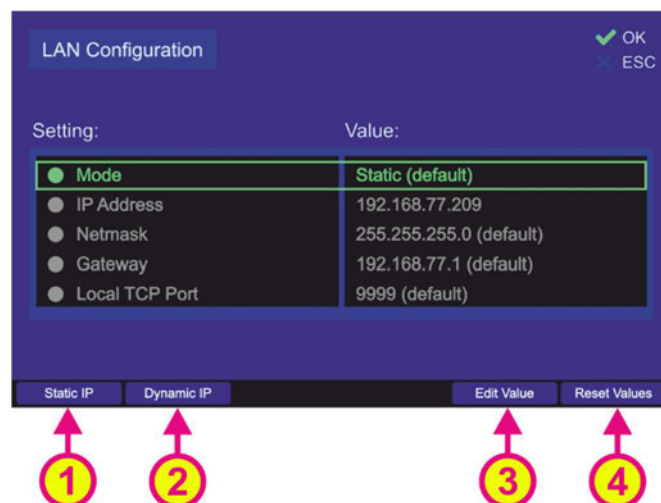 LAN Configuration
OK
ESC
Setting: Value:
Mode Static (default)
IP Address 192.168.77.209
Netmask 255.255.255.0 (default)
Gateway 192.168.77.1 (default)
Local TCP Port 9999 (default)
Static IP Dynamic IP Edit Value Reset Values
1 2 3 4